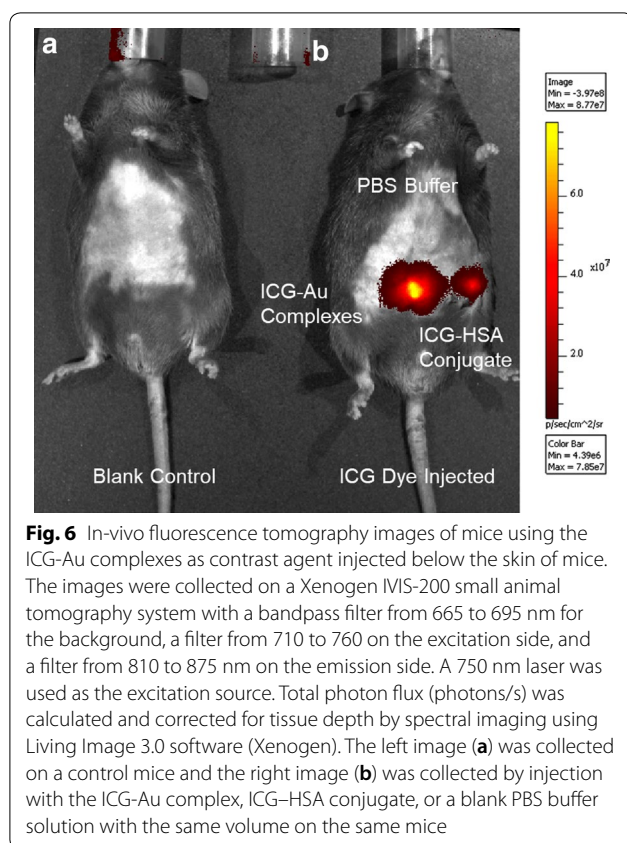 a
b
Image
Min = -3.97e8
Max = 8.77e7
PBS Buffer
6.0
ICG-Au
Complexes
4.0
x10⁷
ICG-HSA
Conjugate
2.0
p/sec/cm^2/sr
Color Bar
Min = 4.39e6
Max = 7.85e7
Blank Control
ICG Dye Injected
Fig. 6 In-vivo fluorescence tomography images of mice using the
ICG-Au complexes as contrast agent injected below the skin of mice.
The images were collected on a Xenogen IVIS-200 small animal
tomography system with a bandpass filter from 665 to 695 nm for
the background, a filter from 710 to 760 on the excitation side, and
a filter from 810 to 875 nm on the emission side. A 750 nm laser was
used as the excitation source. Total photon flux (photons/s) was
calculated and corrected for tissue depth by spectral imaging using
Living Image 3.0 software (Xenogen). The left image (a) was collected
on a control mice and the right image (b) was collected by injection
with the ICG-Au complex, ICG–HSA conjugate, or a blank PBS buffer
solution with the same volume on the same mice